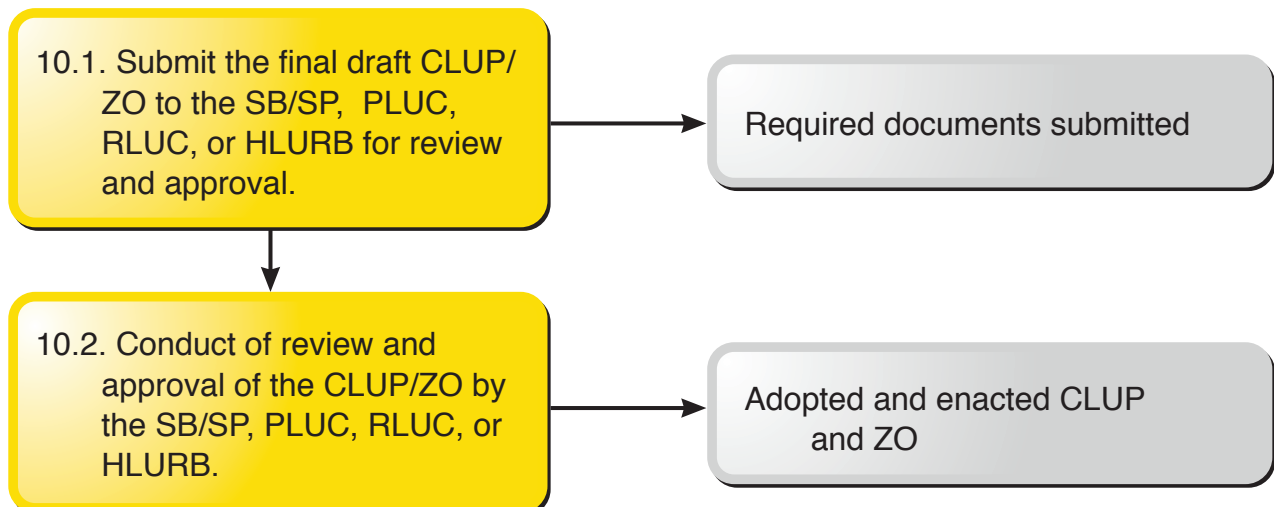 10.1. Submit the final draft CLUP/
ZO to the SB/SP, PLUC,
RLUC, or HLURB for review
and approval.
Required documents submitted
10.2. Conduct of review and
approval of the CLUP/ZO by
the SB/SP, PLUC, RLUC, or
HLURB.
Adopted and enacted CLUP
and ZO